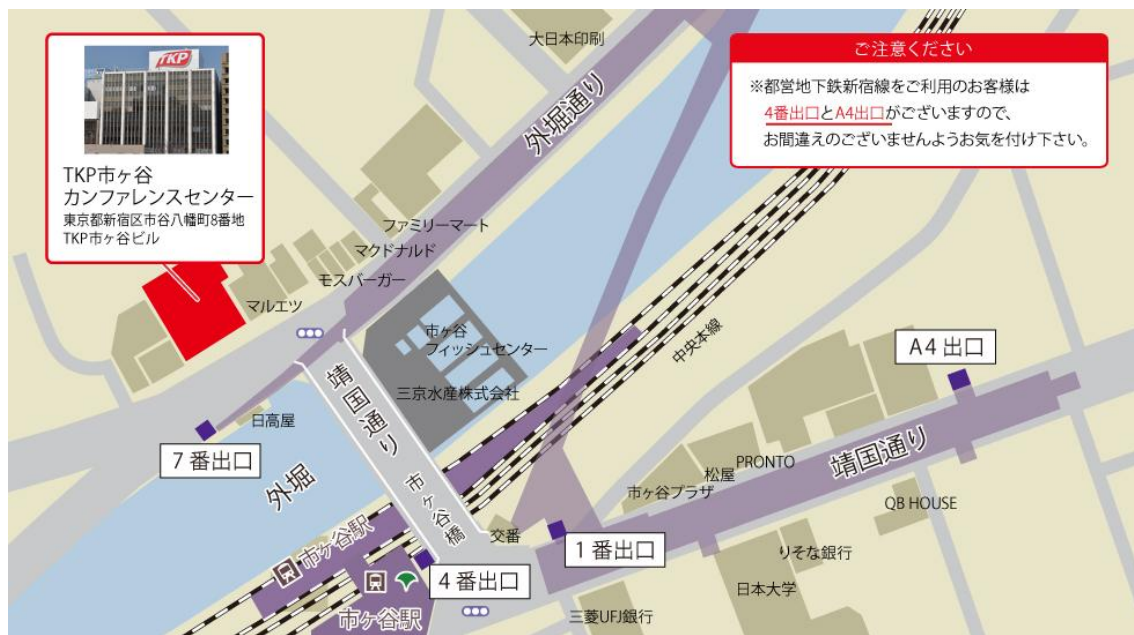 TKP
TKP市ヶ谷
カンファレンスセンター
東京都新宿区市谷八幡町8番地
TKP市ヶ谷ビル
大日本印刷
外堀通り
ご注意ください
※都営地下鉄新宿線をご利用のお客様は
4番出口とA4出口がございますので、
お間違えのございませんようお気を付け下さい。
ファミリーマート
マクドナルド
モスバーガー
マルエツ
市ヶ谷
フィッシュセンター
三京水産株式会社
中央本線
A4出口
靖国通り
日高屋
7番出口
外堀
市ヶ谷橋
靖国通り
PRONTO
松屋
市ヶ谷プラザ
QB HOUSE
交番
1番出口
りそな銀行
日本大学
市ヶ谷駅
4番出口
市ヶ谷駅
三菱UFJ銀行